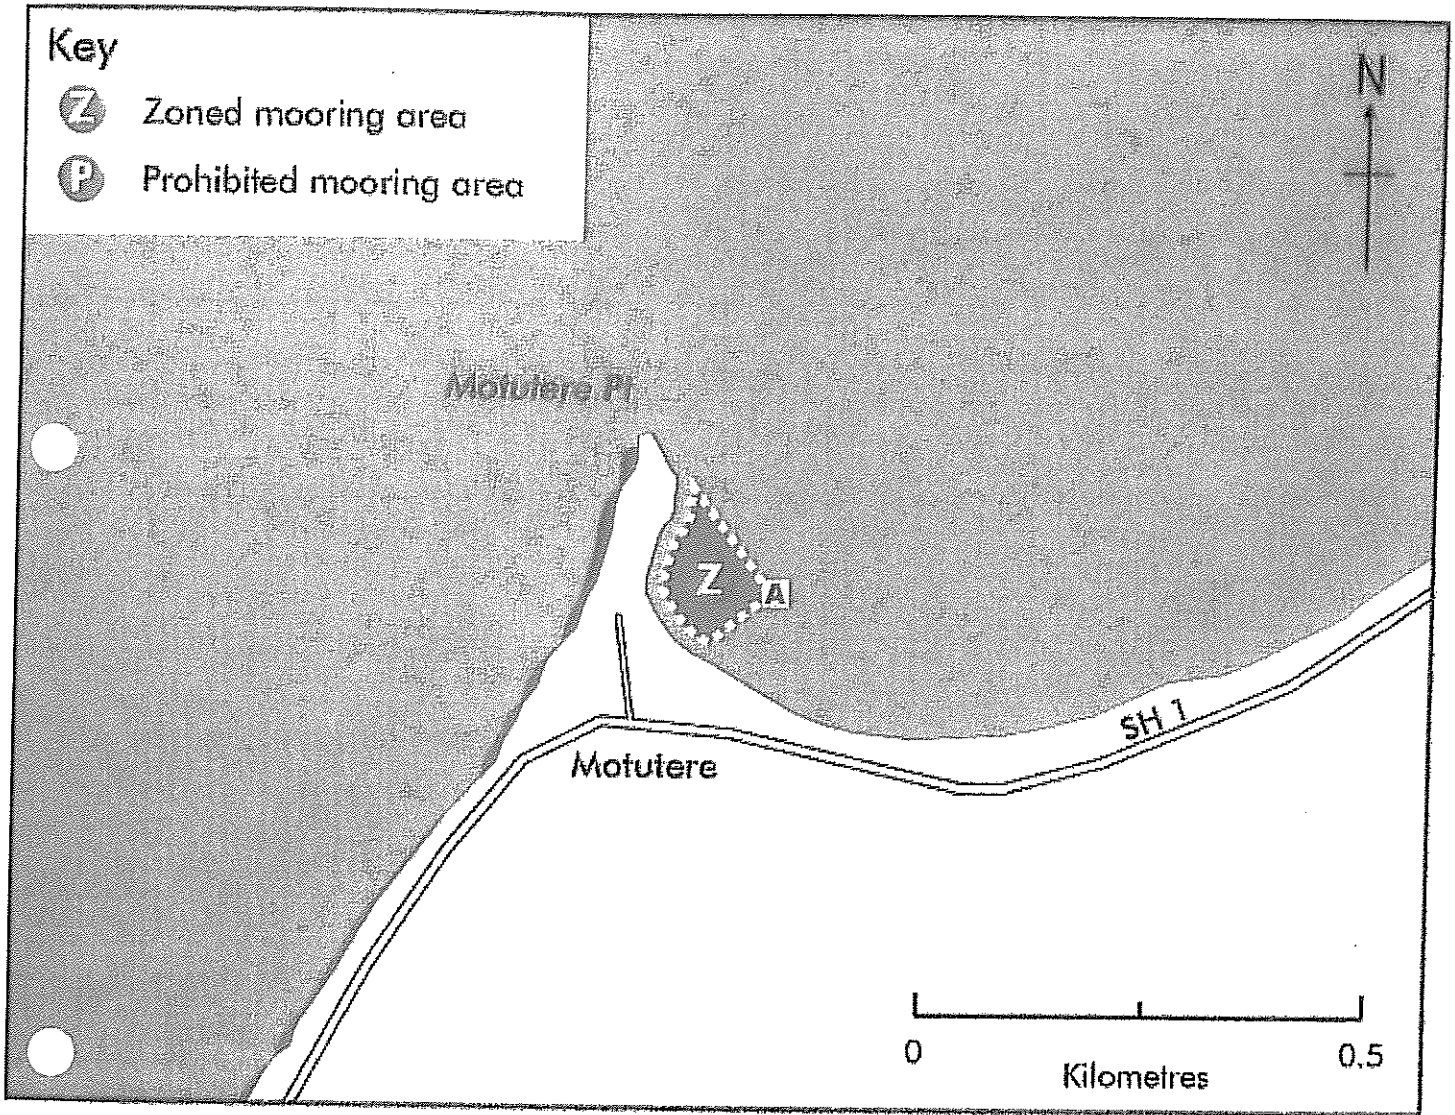 Key
Z Zoned mooring area
P Prohibited mooring area
N
Motutere Pt
Z
A
SH 1
Motutere
0 0.5
Kilometres